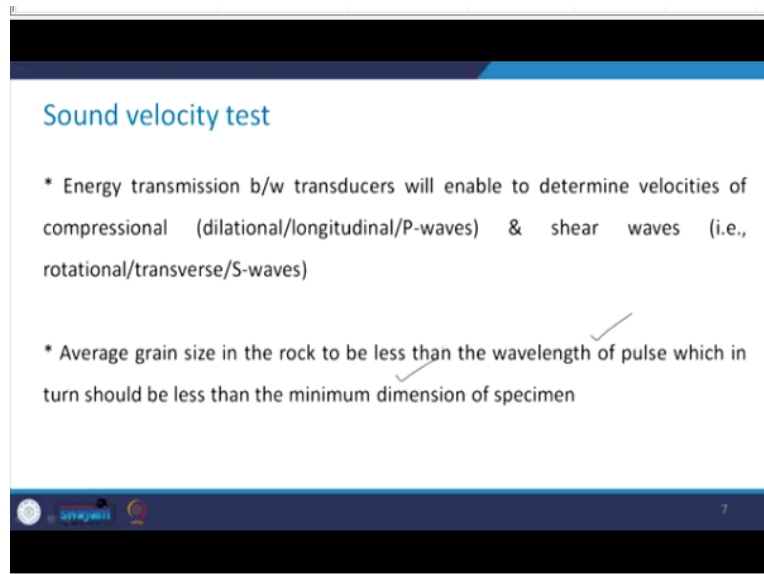 Sound velocity test
* Energy transmission b/w transducers will enable to determine velocities of
compressional (dilational/longitudinal/P-waves) & shear waves (i.e.,
rotational/transverse/S-waves)
* Average grain size in the rock to be less than the wavelength of pulse which in
turn should be less than the minimum dimension of specimen
swayam
7